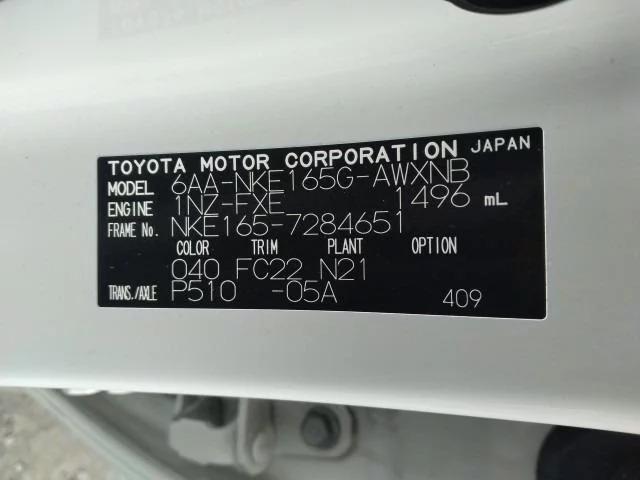 TOYOTA MOTOR CORPORATION JAPAN
MODEL 6AA-NKE165G-AWXNB
ENGINE 1NZ-FXE 1496 mL
FRAME No. NKE165-7284651
COLOR TRIM PLANT OPTION
040 FC22 N21
TRANS./AXLE P510 -05A 409